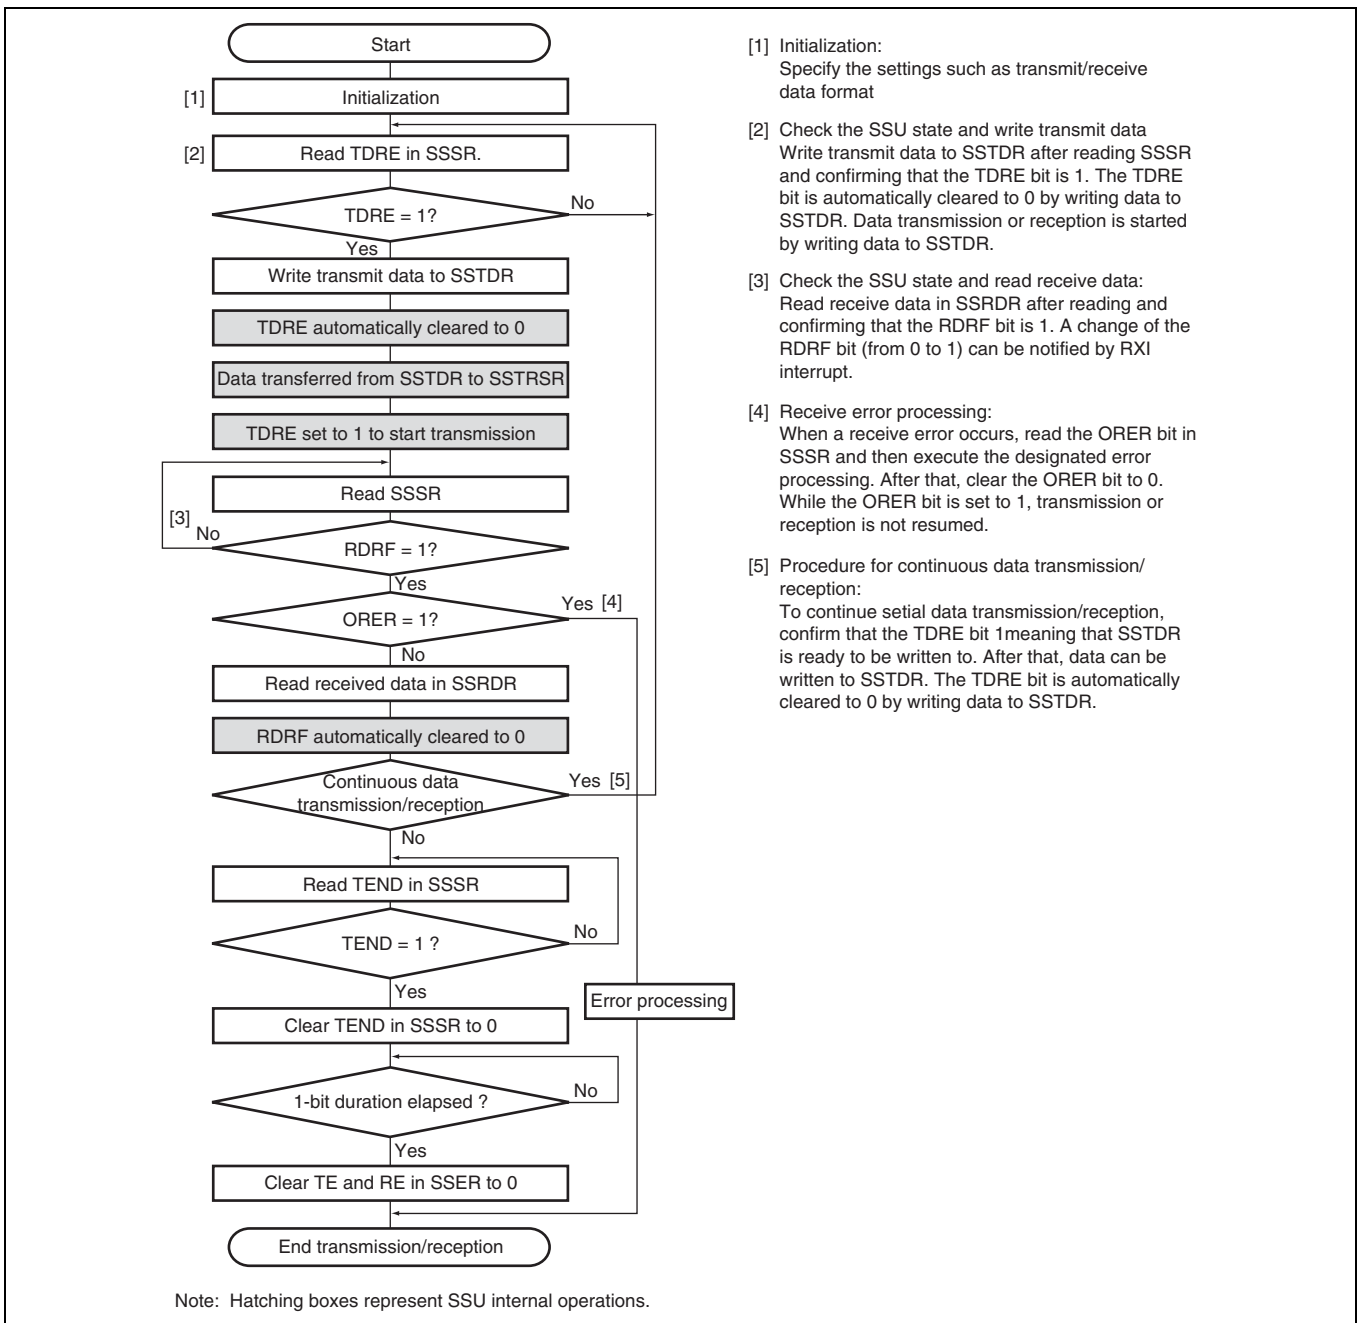 Start
[1] Initialization
[2] Read TDRE in SSSR.
TDRE = 1?
No
Yes
Write transmit data to SSTDR
TDRE automatically cleared to 0
Data transferred from SSTDR to SSTRSR
TDRE set to 1 to start transmission
Read SSSR
[3]
No
RDRF = 1?
Yes
ORER = 1?
Yes [4]
No
Read received data in SSRDR
RDRF automatically cleared to 0
Continuous data
transmission/reception
Yes [5]
No
Read TEND in SSSR
TEND = 1 ?
No
Yes
Error processing
Clear TEND in SSSR to 0
1-bit duration elapsed ?
No
Yes
Clear TE and RE in SSER to 0
End transmission/reception
[1] Initialization:
Specify the settings such as transmit/receive
data format
[2] Check the SSU state and write transmit data
Write transmit data to SSTDR after reading SSSR
and confirming that the TDRE bit is 1. The TDRE
bit is automatically cleared to 0 by writing data to
SSTDR. Data transmission or reception is started
by writing data to SSTDR.
[3] Check the SSU state and read receive data:
Read receive data in SSRDR after reading and
confirming that the RDRF bit is 1. A change of the
RDRF bit (from 0 to 1) can be notified by RXI
interrupt.
[4] Receive error processing:
When a receive error occurs, read the ORER bit in
SSSR and then execute the designated error
processing. After that, clear the ORER bit to 0.
While the ORER bit is set to 1, transmission or
reception is not resumed.
[5] Procedure for continuous data transmission/
reception:
To continue setial data transmission/reception,
confirm that the TDRE bit 1meaning that SSTDR
is ready to be written to. After that, data can be
written to SSTDR. The TDRE bit is automatically
cleared to 0 by writing data to SSTDR.
Note: Hatching boxes represent SSU internal operations.